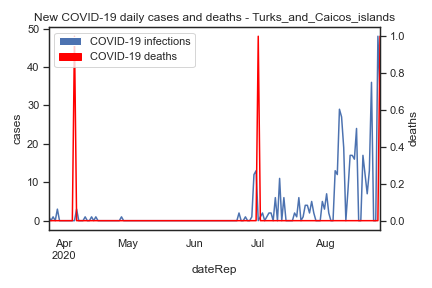 New COVID-19 daily cases and deaths - Turks_and_Caicos_islands
COVID-19 infections
COVID-19 deaths
50
40
30
20
10
0
cases
1.0
0.8
0.6
0.4
0.2
0.0
deaths
Apr
2020
May
Jun
Jul
Aug
dateRep